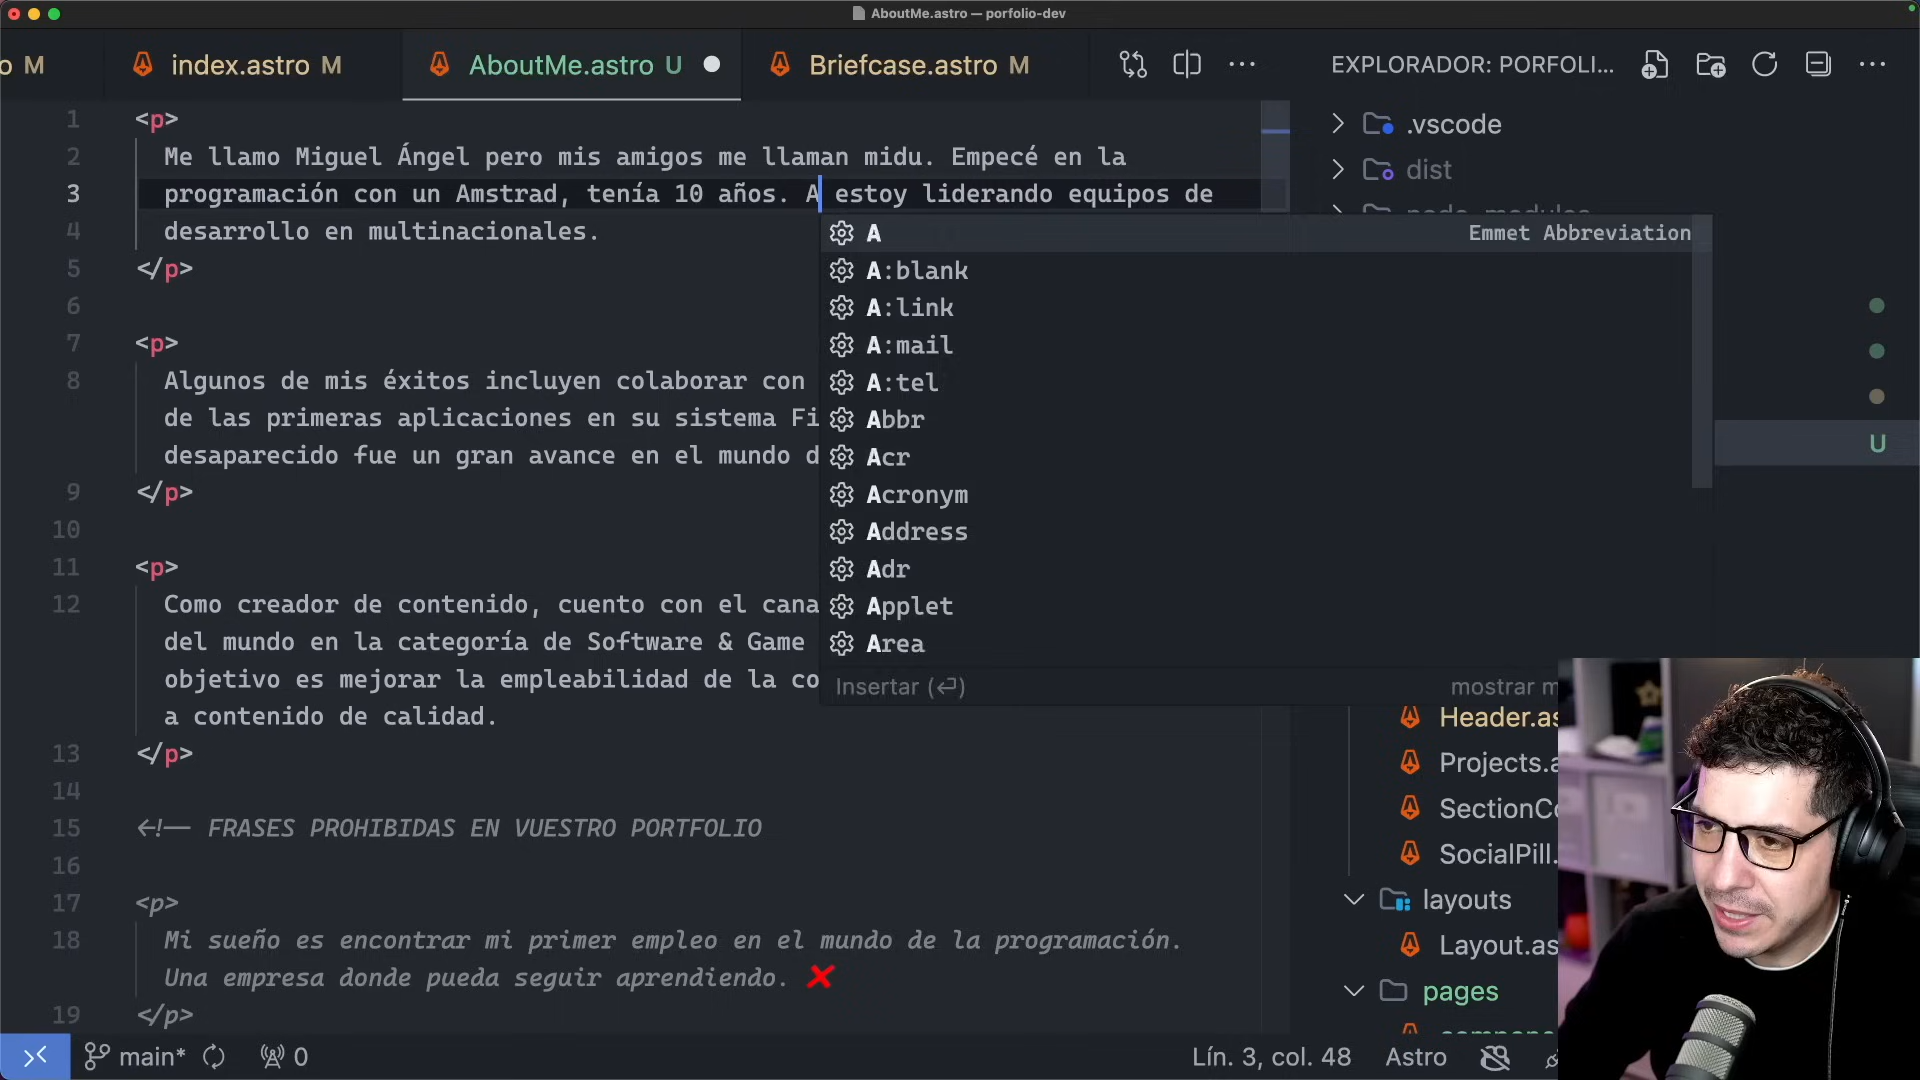 AboutMe.astro — porfolio-dev
o M
index.astro M
AboutMe.astro U
Briefcase.astro M
EXPLORADOR: PORFOLI...
1 <p>
2 Me llamo Miguel Ángel pero mis amigos me llaman midu. Empecé en la
3 programación con un Amstrad, tenía 10 años. A estoy liderando equipos de
4 desarrollo en multinacionales.
5 </p>
6
7 <p>
8 Algunos de mis éxitos incluyen colaborar con
de las primeras aplicaciones en su sistema Fi
desaparecido fue un gran avance en el mundo d
9 </p>
10
11 <p>
12 Como creador de contenido, cuento con el cana
del mundo en la categoría de Software & Game
objetivo es mejorar la empleabilidad de la co
a contenido de calidad.
13 </p>
14
15 <!-- FRASES PROHIBIDAS EN VUESTRO PORTFOLIO
16
17 <p>
18 Mi sueño es encontrar mi primer empleo en el mundo de la programación.
Una empresa donde pueda seguir aprendiendo. ❌
19 </p>
A Emmet Abbreviation
A:blank
A:link
A:mail
A:tel
Abbr
Acr
Acronym
Address
Adr
Applet
Area
Insertar (⏎) mostrar m
.vscode
dist
node_modules
U
Header.as
Projects.a
SectionCo
SocialPill.
layouts
Layout.as
pages
main*
0
Lín. 3, col. 48
Astro